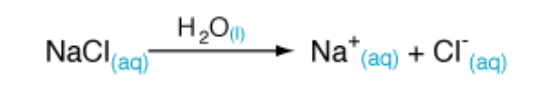 H₂O(l)
NaCl(aq) → Na⁺(aq) + Cl⁻(aq)